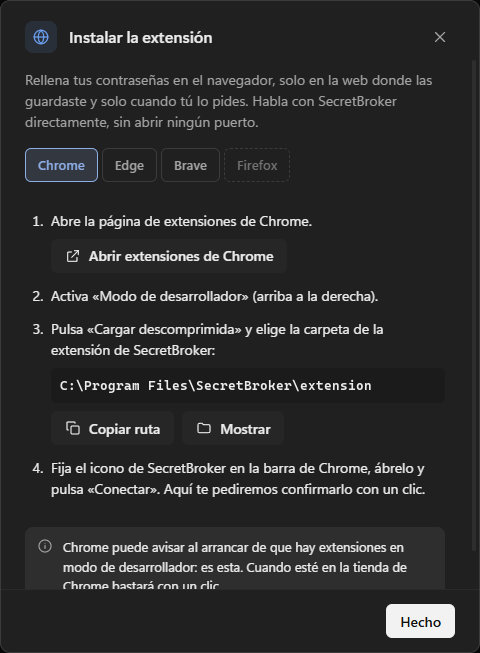 Instalar la extensión
Rellena tus contraseñas en el navegador, solo en la web donde las
guardaste y solo cuando tú lo pides. Habla con SecretBroker
directamente, sin abrir ningún puerto.
Chrome Edge Brave Firefox
1. Abre la página de extensiones de Chrome.
Abrir extensiones de Chrome
2. Activa «Modo de desarrollador» (arriba a la derecha).
3. Pulsa «Cargar descomprimida» y elige la carpeta de la
extensión de SecretBroker:
C:\Program Files\SecretBroker\extension
Copiar ruta Mostrar
4. Fija el icono de SecretBroker en la barra de Chrome, ábrelo y
pulsa «Conectar». Aquí te pediremos confirmarlo con un clic.
Chrome puede avisar al arrancar de que hay extensiones en
modo de desarrollador: es esta. Cuando esté en la tienda de
Chrome bastará con un clic.
Hecho